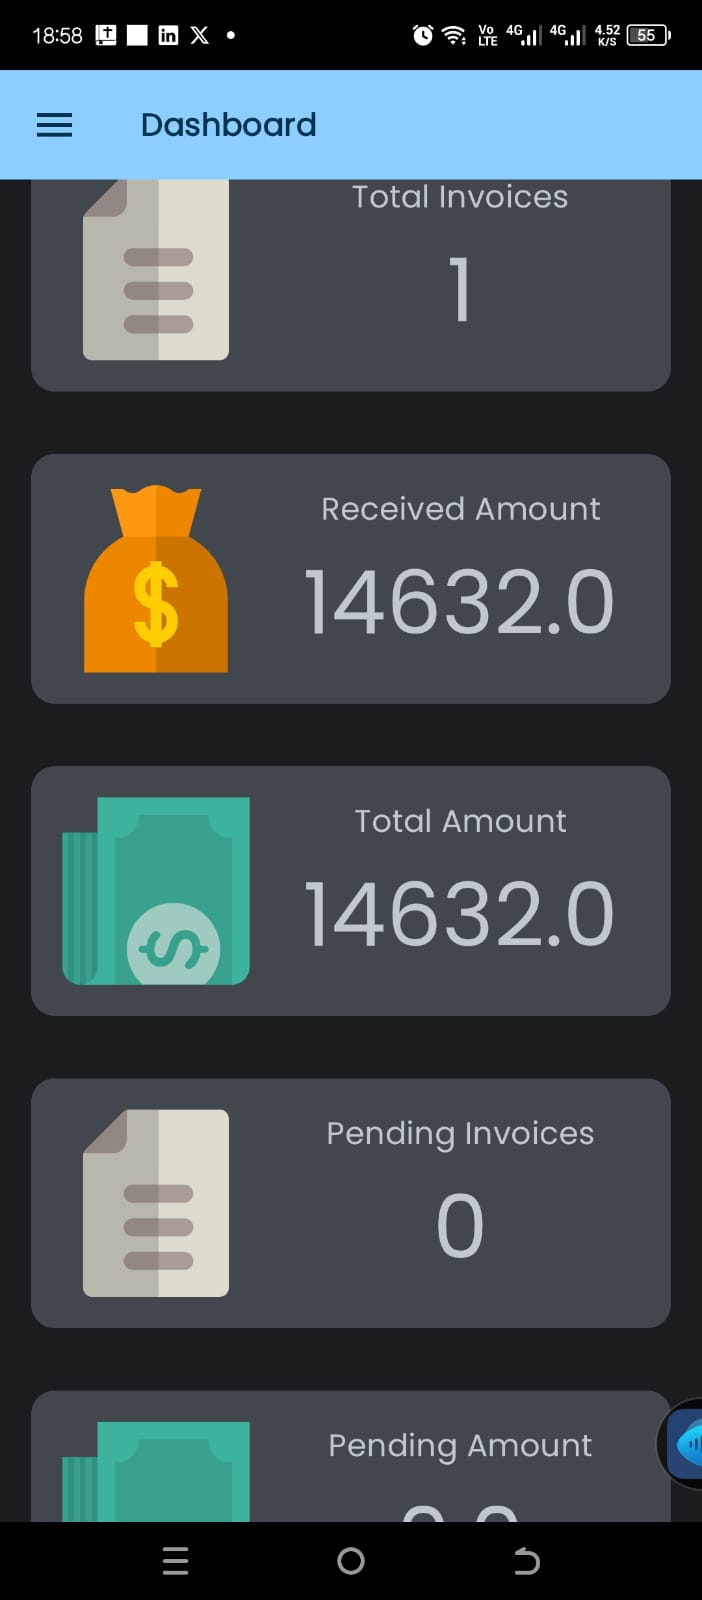 18:58
in
X
Vo
LTE
4G
4G
4.52
K/S
55
Dashboard
Total Invoices
1
Received Amount
$
14632.0
Total Amount
14632.0
$
Pending Invoices
0
Pending Amount